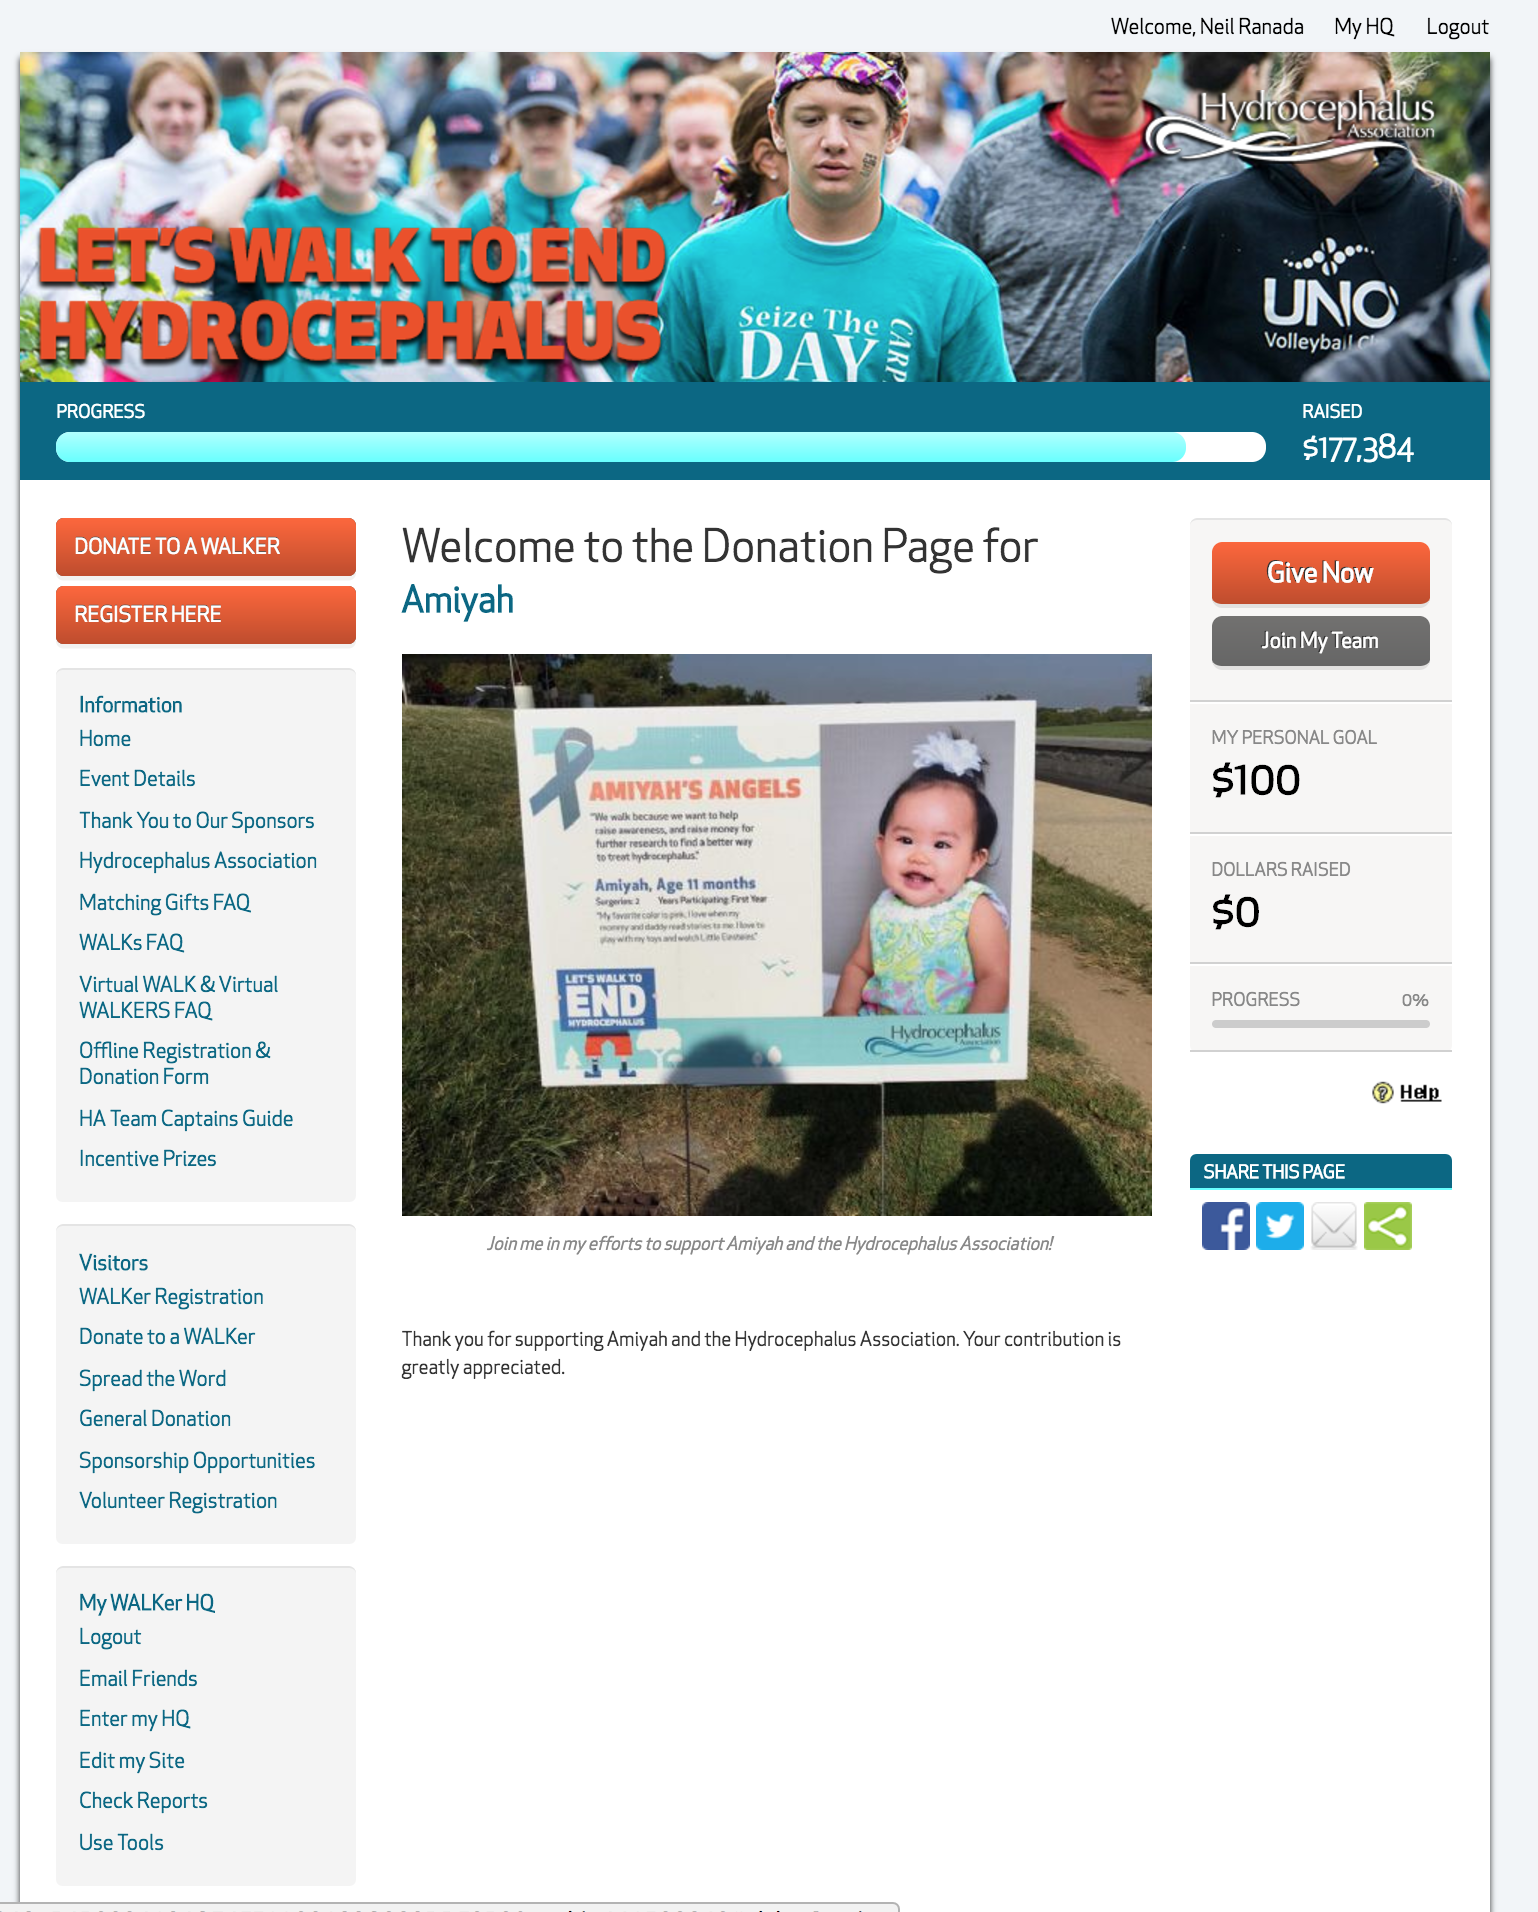 Welcome, Neil Ranada My HQ Logout
Hydrocephalus
Association
LET'S WALK TO END
HYDROCEPHALUS
Seize The
DAY
CARP
UNO
Volleyball
PROGRESS
RAISED
$177,384
DONATE TO A WALKER
REGISTER HERE
Information
Home
Event Details
Thank You to Our Sponsors
Hydrocephalus Association
Matching Gifts FAQ
WALKs FAQ
Virtual WALK & Virtual
WALKERS FAQ
Offline Registration &
Donation Form
HA Team Captains Guide
Incentive Prizes
Visitors
WALKer Registration
Donate to a WALKer
Spread the Word
General Donation
Sponsorship Opportunities
Volunteer Registration
My WALKer HQ
Logout
Email Friends
Enter my HQ
Edit my Site
Check Reports
Use Tools
Welcome to the Donation Page for
Amiyah
AMIYAH'S ANGELS
"We walk because we want to help
raise awareness, and raise money for
further research to find a better way
to treat hydrocephalus."
Amiyah, Age 11 months
Surgeries: 2 Years Participating: First Year
"My favorite color is pink. I love when my
mommy and daddy read stories to me. I love to
play with my toys and watch Little Einsteins."
LET'S WALK TO
END
HYDROCEPHALUS
Hydrocephalus
Association
Join me in my efforts to support Amiyah and the Hydrocephalus Association!
Thank you for supporting Amiyah and the Hydrocephalus Association. Your contribution is
greatly appreciated.
Give Now
Join My Team
MY PERSONAL GOAL
$100
DOLLARS RAISED
$0
PROGRESS 0%
Help
SHARE THIS PAGE